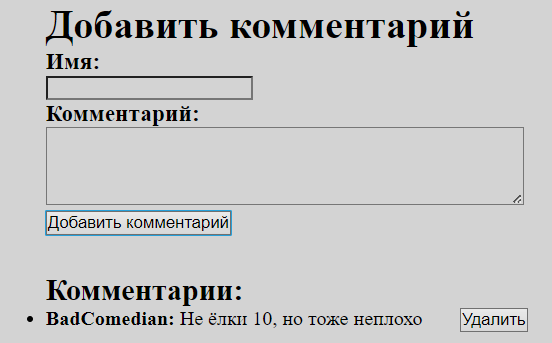 Добавить комментарий
Имя:
Комментарий:
Добавить комментарий
Комментарии:
BadComedian: Не ёлки 10, но тоже неплохо Удалить